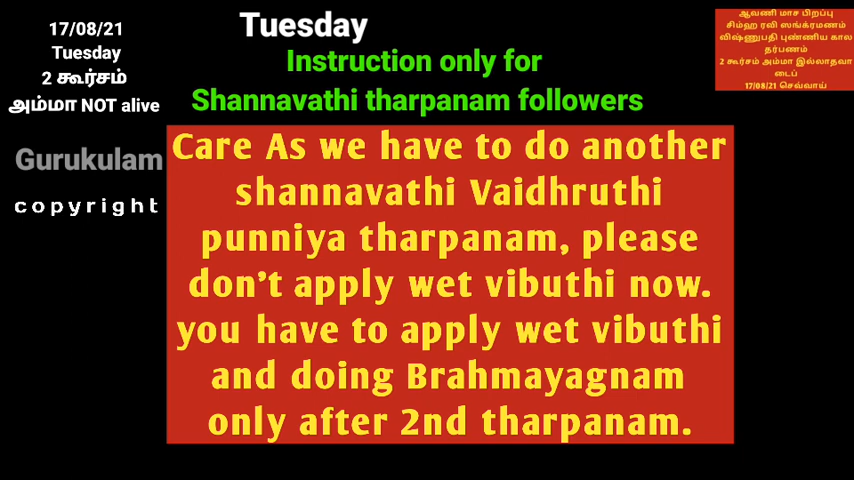 17/08/21
Tuesday
2 கூர்சம்
அம்மா NOT alive
Gurukulam
copyright
Tuesday
Instruction only for
Shannavathi tharpanam followers
ஆவணி மாச பிறப்பு
சிம்ஹ ரவி ஸங்க்ரமணம்
விஷ்ணுபதி புண்ணிய கால
தர்பணம்
2 கூர்சம் அம்மா இல்லாதவா
டைப்
17/08/21 செவ்வாய்
Care As we have to do another
shannavathi Vaidhruthi
punniya tharpanam, please
don't apply wet vibuthi now.
you have to apply wet vibuthi
and doing Brahmayagnam
only after 2nd tharpanam.